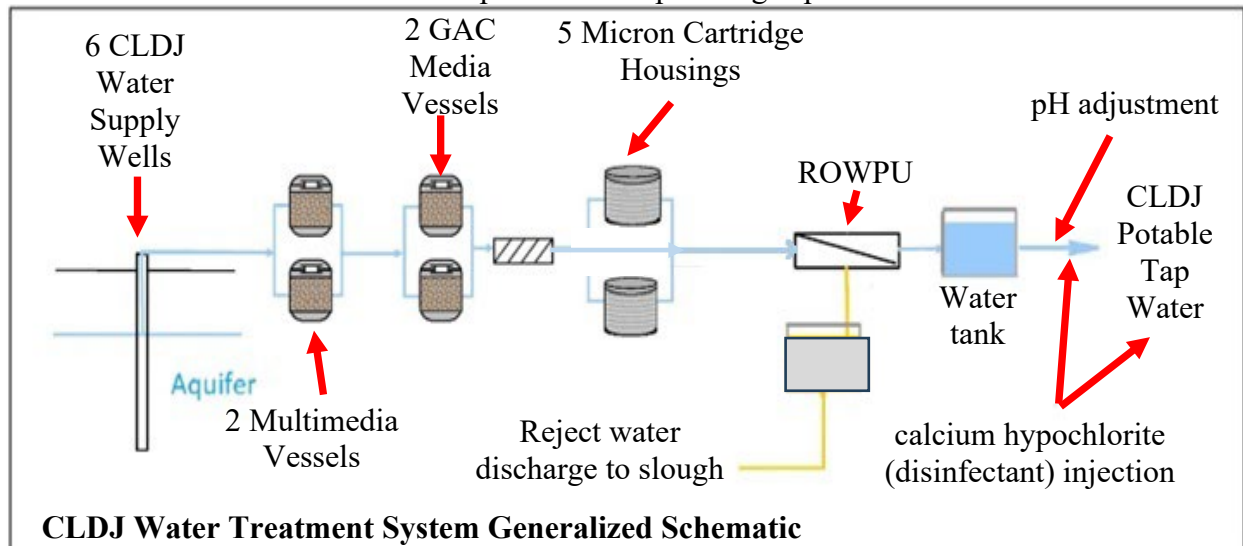 6 CLDJ
Water
Supply
Wells
2 GAC
Media
Vessels
5 Micron Cartridge
Housings
pH adjustment
ROWPU
CLDJ
Potable
Tap
Water
Water
tank
Aquifer
2 Multimedia
Vessels
Reject water
discharge to slough
calcium hypochlorite
(disinfectant) injection
CLDJ Water Treatment System Generalized Schematic